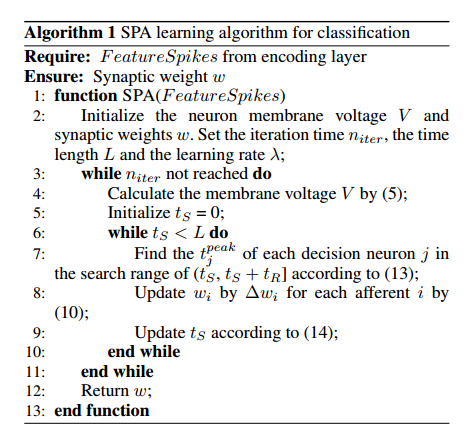 Algorithm 1 SPA learning algorithm for classification
Require: FeatureSpikes from encoding layer
Ensure: Synaptic weight w
1: function SPA(FeatureSpikes)
2: Initialize the neuron membrane voltage V and
synaptic weights w. Set the iteration time n_{iter}, the time
length L and the learning rate λ;
3: while n_{iter} not reached do
4: Calculate the membrane voltage V by (5);
5: Initialize t_S = 0;
6: while t_S < L do
7: Find the t_j^{peak} of each decision neuron j in
the search range of (t_S, t_S + t_R] according to (13);
8: Update w_i by Δw_i for each afferent i by
(10);
9: Update t_S according to (14);
10: end while
11: end while
12: Return w;
13: end function